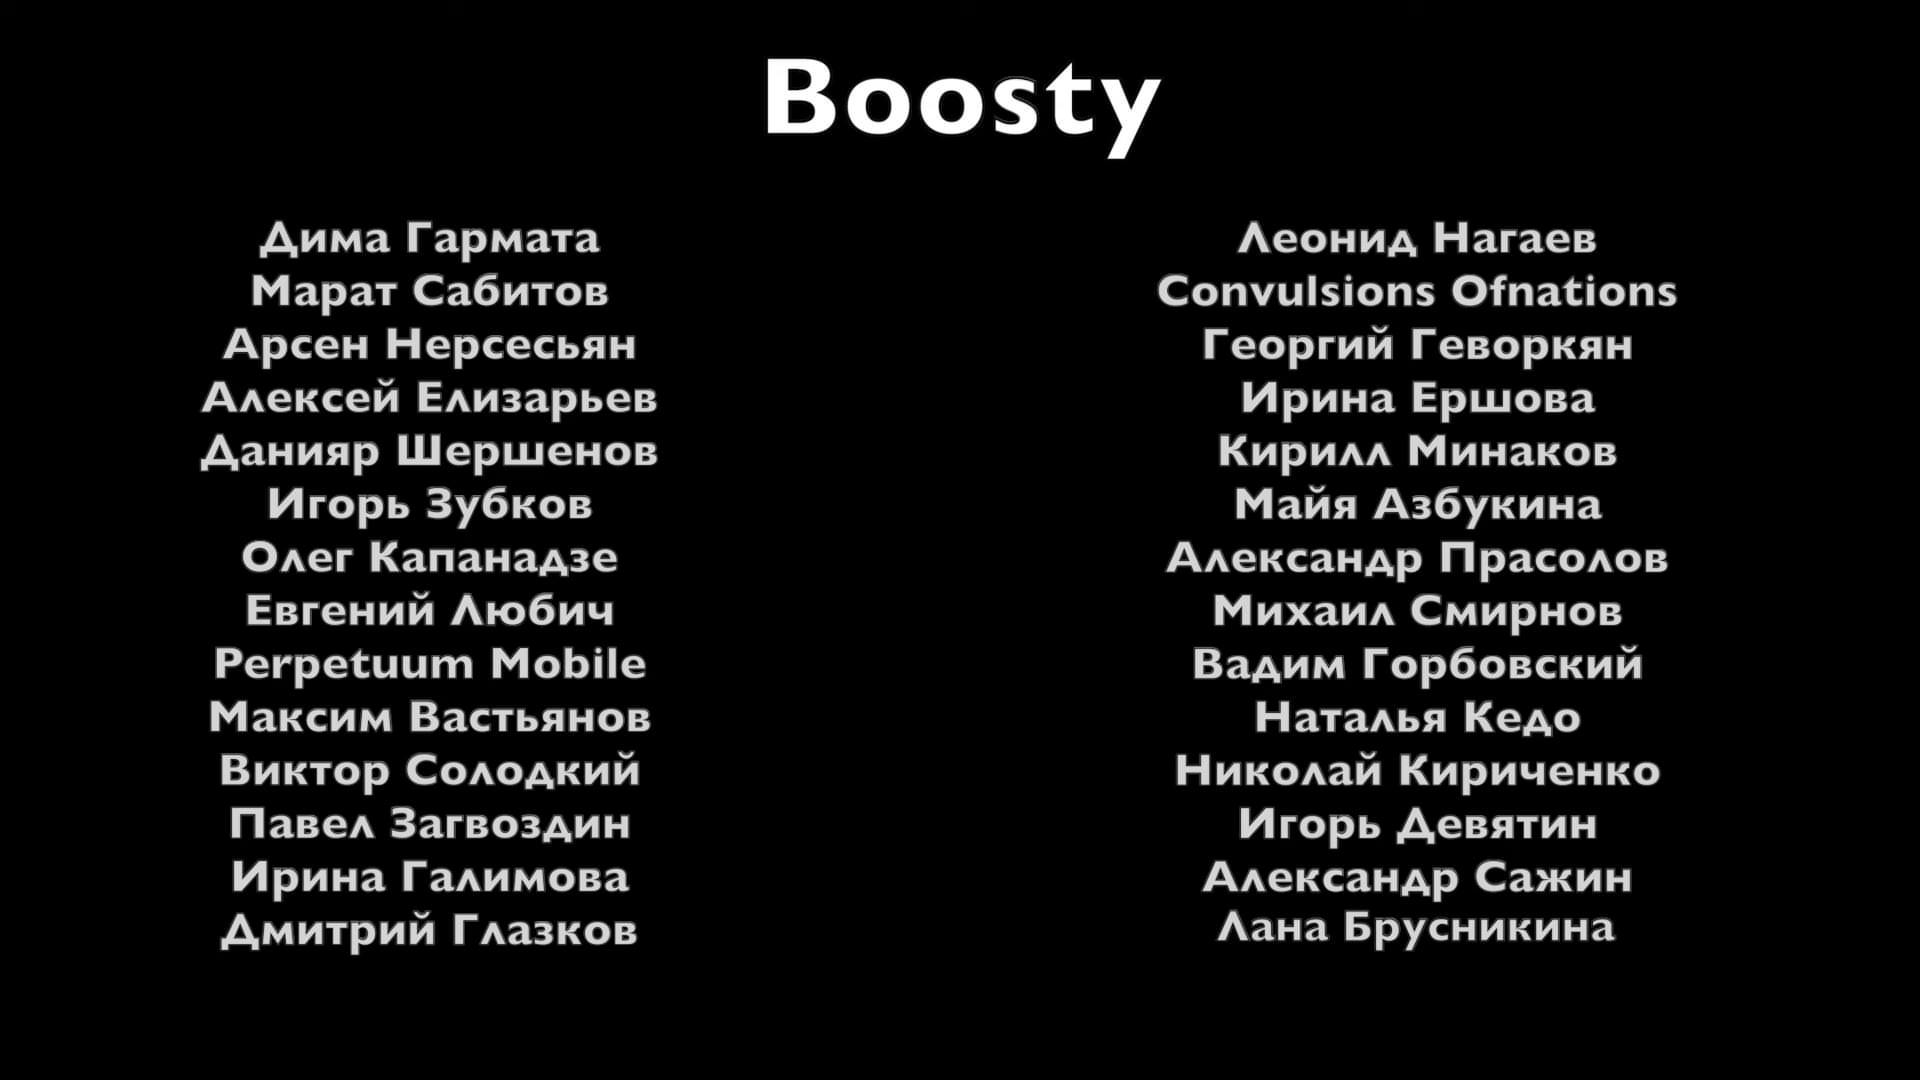 Boosty
Дима Гармата
Марат Сабитов
Арсен Нерсесьян
Алексей Елизарьев
Данияр Шершенов
Игорь Зубков
Олег Капанадзе
Евгений Любич
Perpetuum Mobile
Максим Вастьянов
Виктор Солодкий
Павел Загвоздин
Ирина Галимова
Дмитрий Глазков
Леонид Нагаев
Convulsions Ofnations
Георгий Геворкян
Ирина Ершова
Кирилл Минаков
Майя Азбукина
Александр Прасолов
Михаил Смирнов
Вадим Горбовский
Наталья Кедо
Николай Кириченко
Игорь Девятин
Александр Сажин
Лана Брусникина